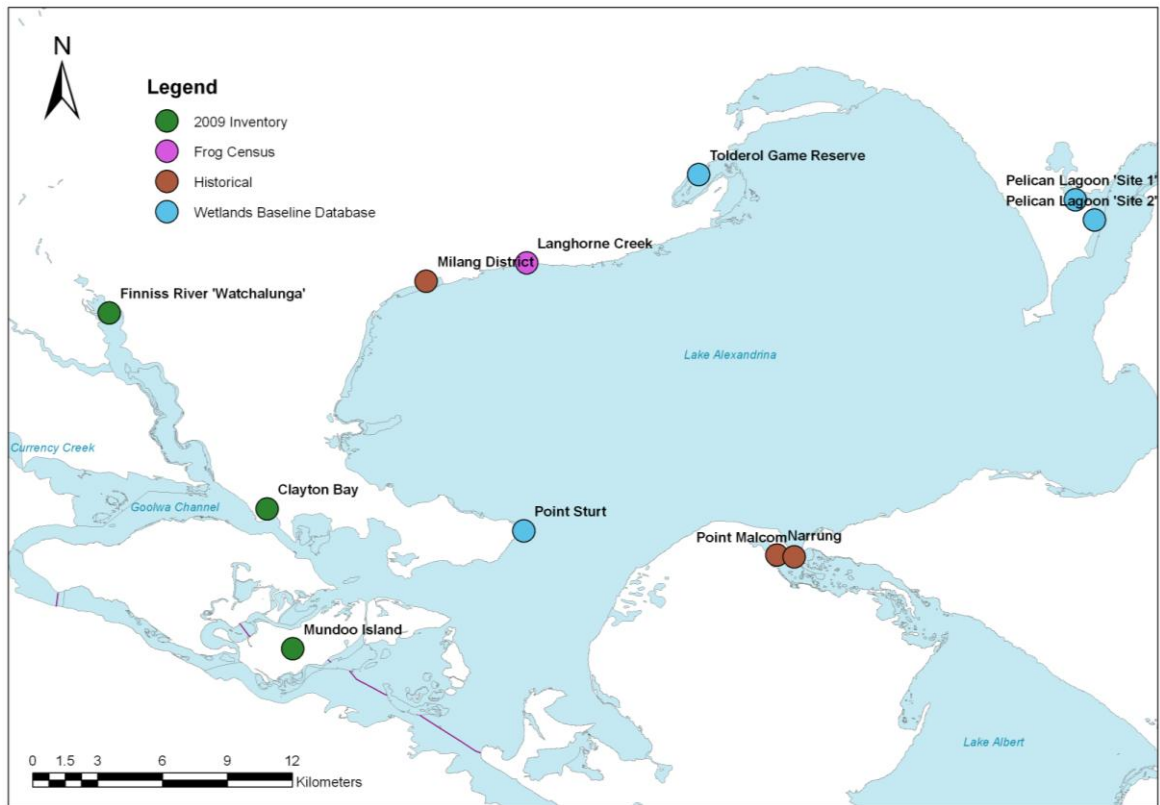 N
Legend
2009 Inventory
Frog Census
Historical
Wetlands Baseline Database
Tolderol Game Reserve
Pelican Lagoon 'Site 1'
Pelican Lagoon 'Site 2'
Langhorne Creek
Milang District
Finniss River 'Watchalunga'
Lake Alexandrina
Currency Creek
Clayton Bay
Goolwa Channel
Point Sturt
Point Malcom
Narrung
Mundoo Island
Lake Albert
0 1.5 3 6 9 12
Kilometers